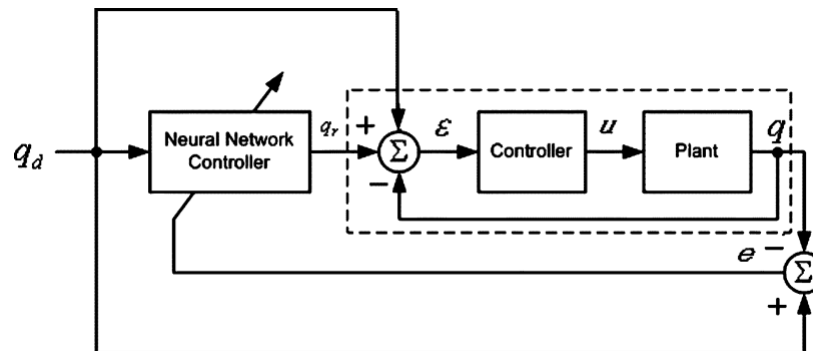 q_d
Neural Network
Controller
q_r
+
Σ
−
ε
Controller
u
Plant
q
e
−
Σ
+